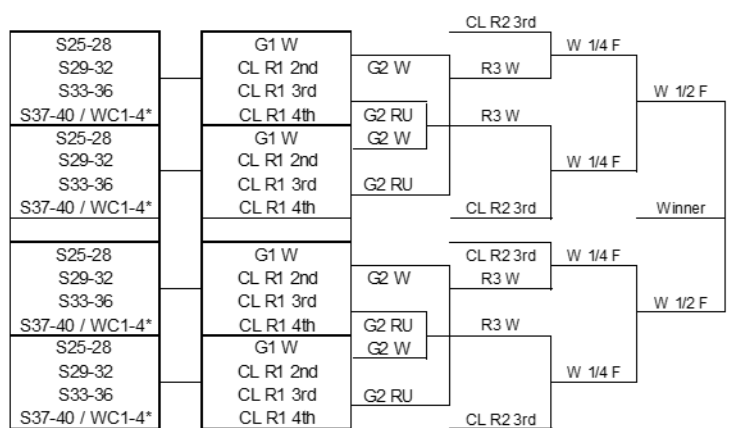 CL R2 3rd
S25-28 G1 W W 1/4 F
S29-32 CL R1 2nd G2 W R3 W
S33-36 CL R1 3rd W 1/2 F
S37-40 / WC1-4* CL R1 4th G2 RU R3 W
S25-28 G1 W G2 W
S29-32 CL R1 2nd W 1/4 F
S33-36 CL R1 3rd G2 RU
S37-40 / WC1-4* CL R1 4th CL R2 3rd Winner
S25-28 G1 W CL R2 3rd W 1/4 F
S29-32 CL R1 2nd G2 W R3 W
S33-36 CL R1 3rd W 1/2 F
S37-40 / WC1-4* CL R1 4th G2 RU R3 W
S25-28 G1 W G2 W
S29-32 CL R1 2nd W 1/4 F
S33-36 CL R1 3rd G2 RU
S37-40 / WC1-4* CL R1 4th CL R2 3rd